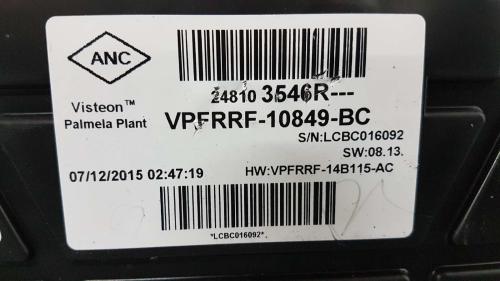 ANC
24810 3546R---
Visteon™
Palmela Plant
VPFRRF-10849-BC
S/N:LCBC016092
SW:08.13.
07/12/2015 02:47:19
HW:VPFRRF-14B115-AC
*LCBC016092*